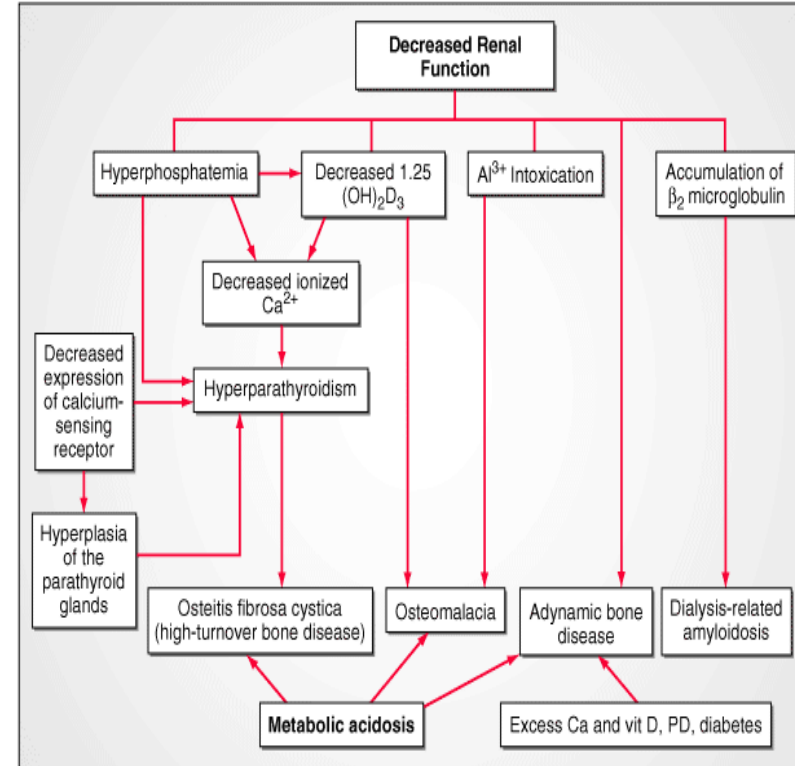 Decreased Renal
Function
Hyperphosphatemia
Decreased 1.25
(OH)₂D₃
Al³⁺ Intoxication
Accumulation of
β₂ microglobulin
Decreased ionized
Ca²⁺
Decreased
expression
of calcium-
sensing
receptor
Hyperparathyroidism
Hyperplasia
of the
parathyroid
glands
Osteitis fibrosa cystica
(high-turnover bone disease)
Osteomalacia
Adynamic bone
disease
Dialysis-related
amyloidosis
Metabolic acidosis
Excess Ca and vit D, PD, diabetes